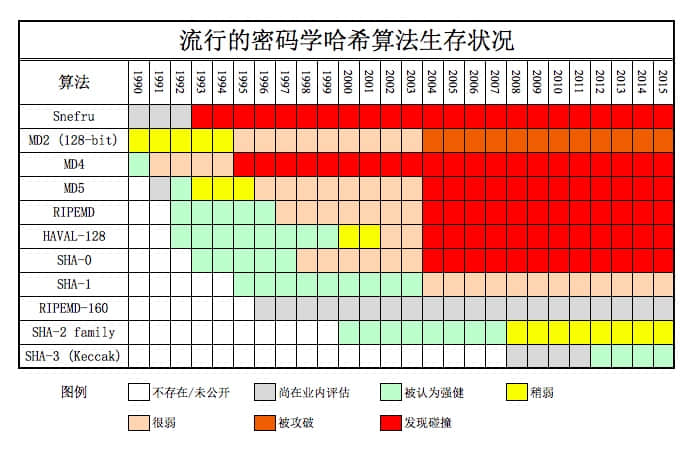 流行的密码学哈希算法生存状况
算法 1990 1991 1992 1993 1994 1995 1996 1997 1998 1999 2000 2001 2002 2003 2004 2005 2006 2007 2008 2009 2010 2011 2012 2013 2014 2015
Snefru
MD2 (128-bit)
MD4
MD5
RIPEMD
HAVAL-128
SHA-0
SHA-1
RIPEMD-160
SHA-2 family
SHA-3 (Keccak)
图例 不存在/未公开 尚在业内评估 被认为强健 稍弱
很弱 被攻破 发现碰撞